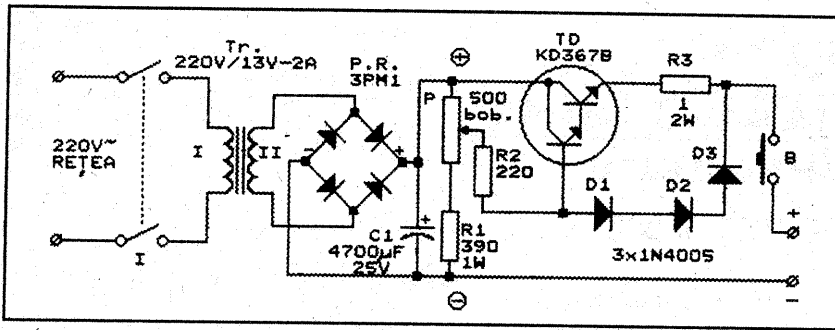 Tr.
220V/13V-2A
P.R.
3PM1
TD
KD367B
R3
1
2W
P
500
bob.
+
220V~
REȚEA
I
II
-
+
R2
220
D3
B
D1
D2
C1
4700µF
25V
+
R1
390
1W
3x1N4005
+
-
I
-